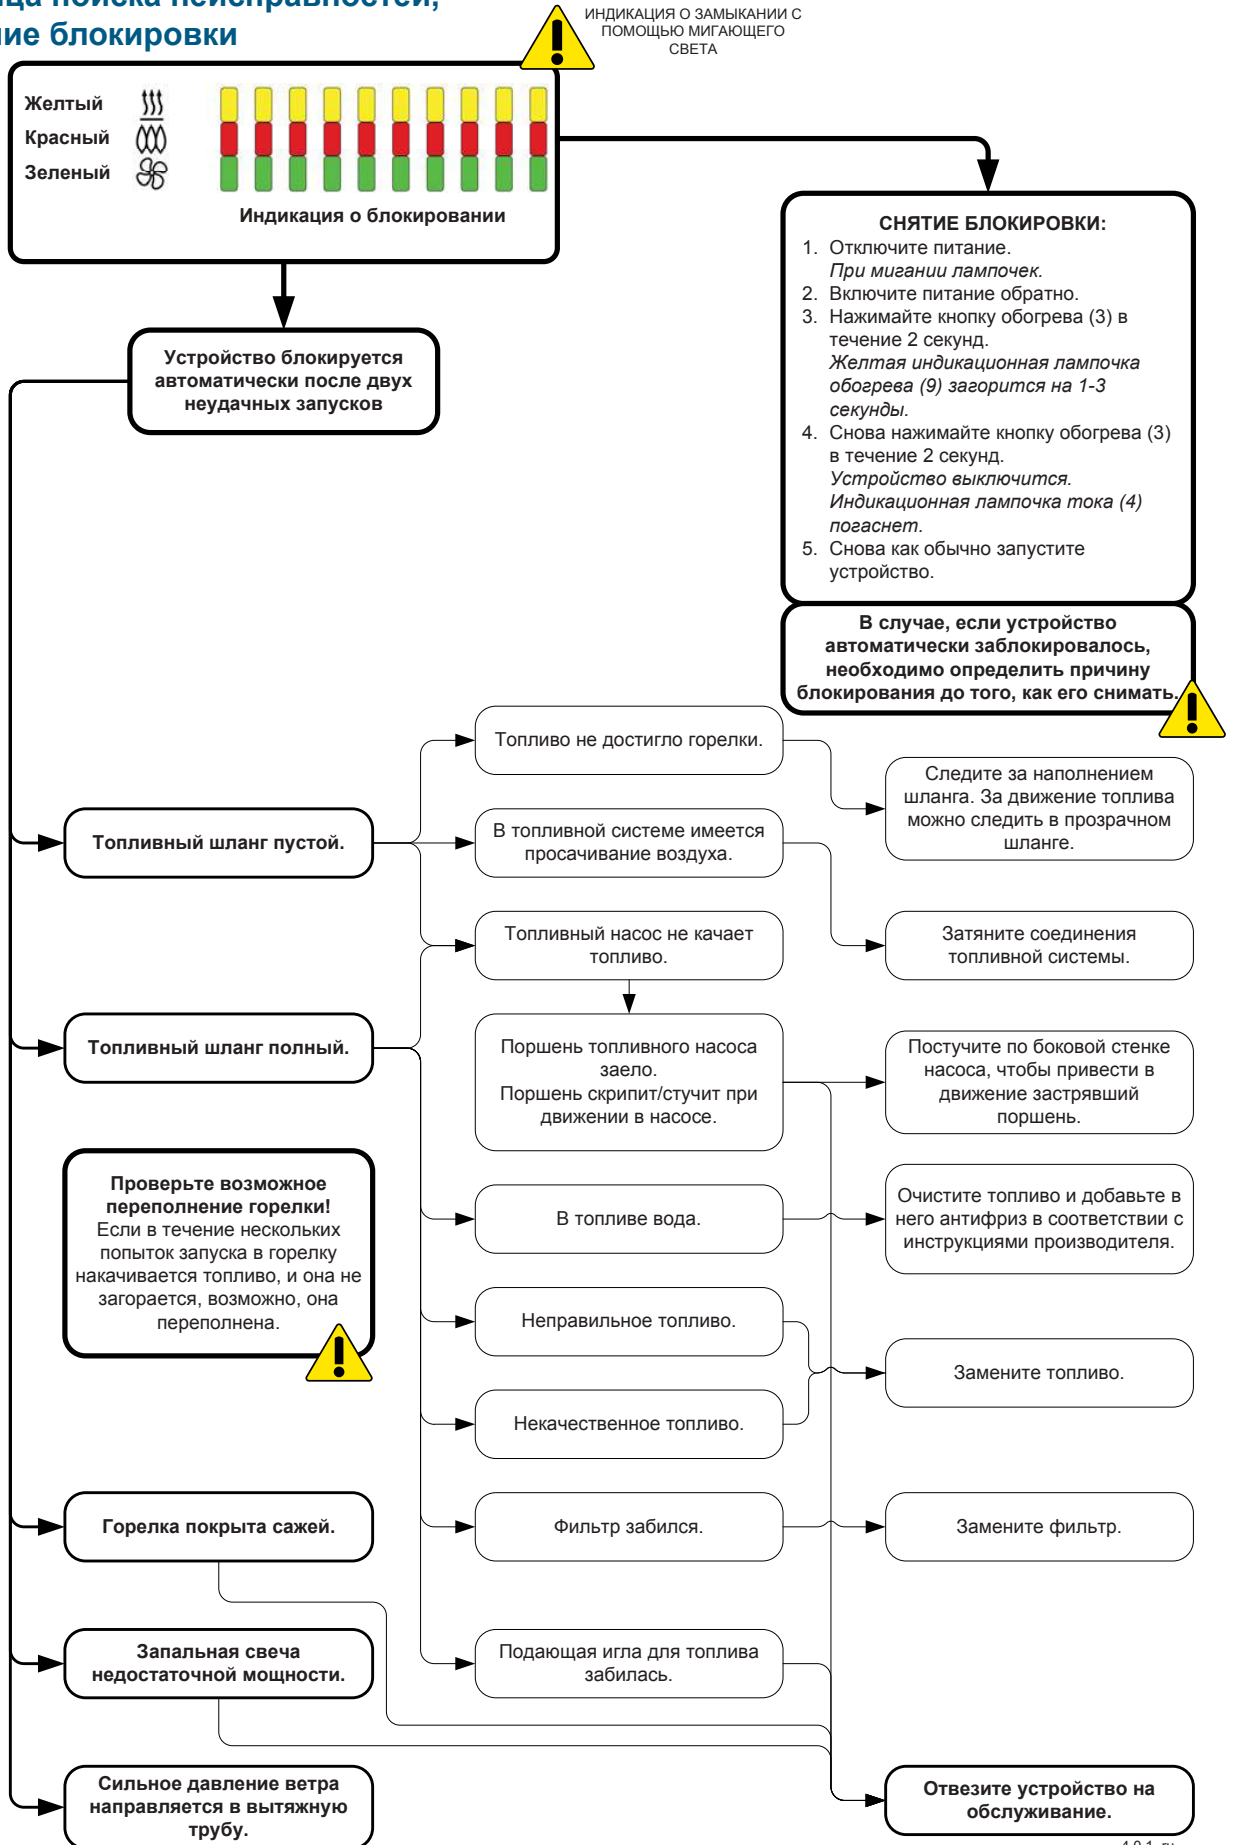 ца поиска неисправностей,
ие блокировки
ИНДИКАЦИЯ О ЗАМЫКАНИИ С
ПОМОЩЬЮ МИГАЮЩЕГО
СВЕТА
Желтый
Красный
Зеленый
Индикация о блокировании
СНЯТИЕ БЛОКИРОВКИ:
1. Отключите питание.
При мигании лампочек.
2. Включите питание обратно.
3. Нажимайте кнопку обогрева (3) в
течение 2 секунд.
Желтая индикационная лампочка
обогрева (9) загорится на 1-3
секунды.
4. Снова нажимайте кнопку обогрева (3)
в течение 2 секунд.
Устройство выключится.
Индикационная лампочка тока (4)
погаснет.
5. Снова как обычно запустите
устройство.
Устройство блокируется
автоматически после двух
неудачных запусков
В случае, если устройство
автоматически заблокировалось,
необходимо определить причину
блокирования до того, как его снимать.
Топливо не достигло горелки.
Следите за наполнением
шланга. За движение топлива
можно следить в прозрачном
шланге.
Топливный шланг пустой.
В топливной системе имеется
просачивание воздуха.
Топливный насос не качает
топливо.
Затяните соединения
топливной системы.
Топливный шланг полный.
Поршень топливного насоса
заело.
Поршень скрипит/стучит при
движении в насосе.
Постучите по боковой стенке
насоса, чтобы привести в
движение застрявший
поршень.
Проверьте возможное
переполнение горелки!
Если в течение нескольких
попыток запуска в горелку
накачивается топливо, и она не
загорается, возможно, она
переполнена.
В топливе вода.
Очистите топливо и добавьте в
него антифриз в соответствии с
инструкциями производителя.
Неправильное топливо.
Замените топливо.
Некачественное топливо.
Горелка покрыта сажей.
Фильтр забился.
Замените фильтр.
Запальная свеча
недостаточной мощности.
Подающая игла для топлива
забилась.
Сильное давление ветра
направляется в вытяжную
трубу.
Отвезите устройство на
обслуживание.